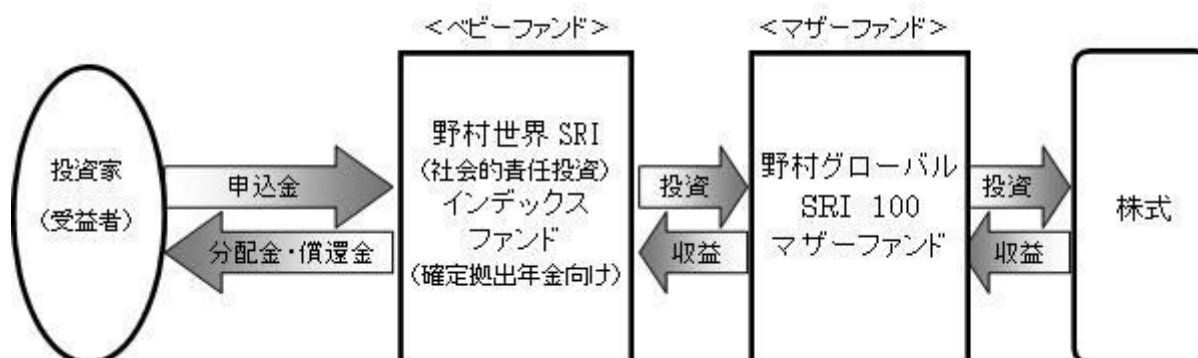 <ベビーファンド>
<マザーファンド>
投資家
(受益者)
申込金
分配金・償還金
野村世界 SRI
(社会的責任投資)
インデックス
ファンド
(確定拠出年金向け)
投資
収益
野村グローバル
SRI 100
マザーファンド
投資
収益
株式